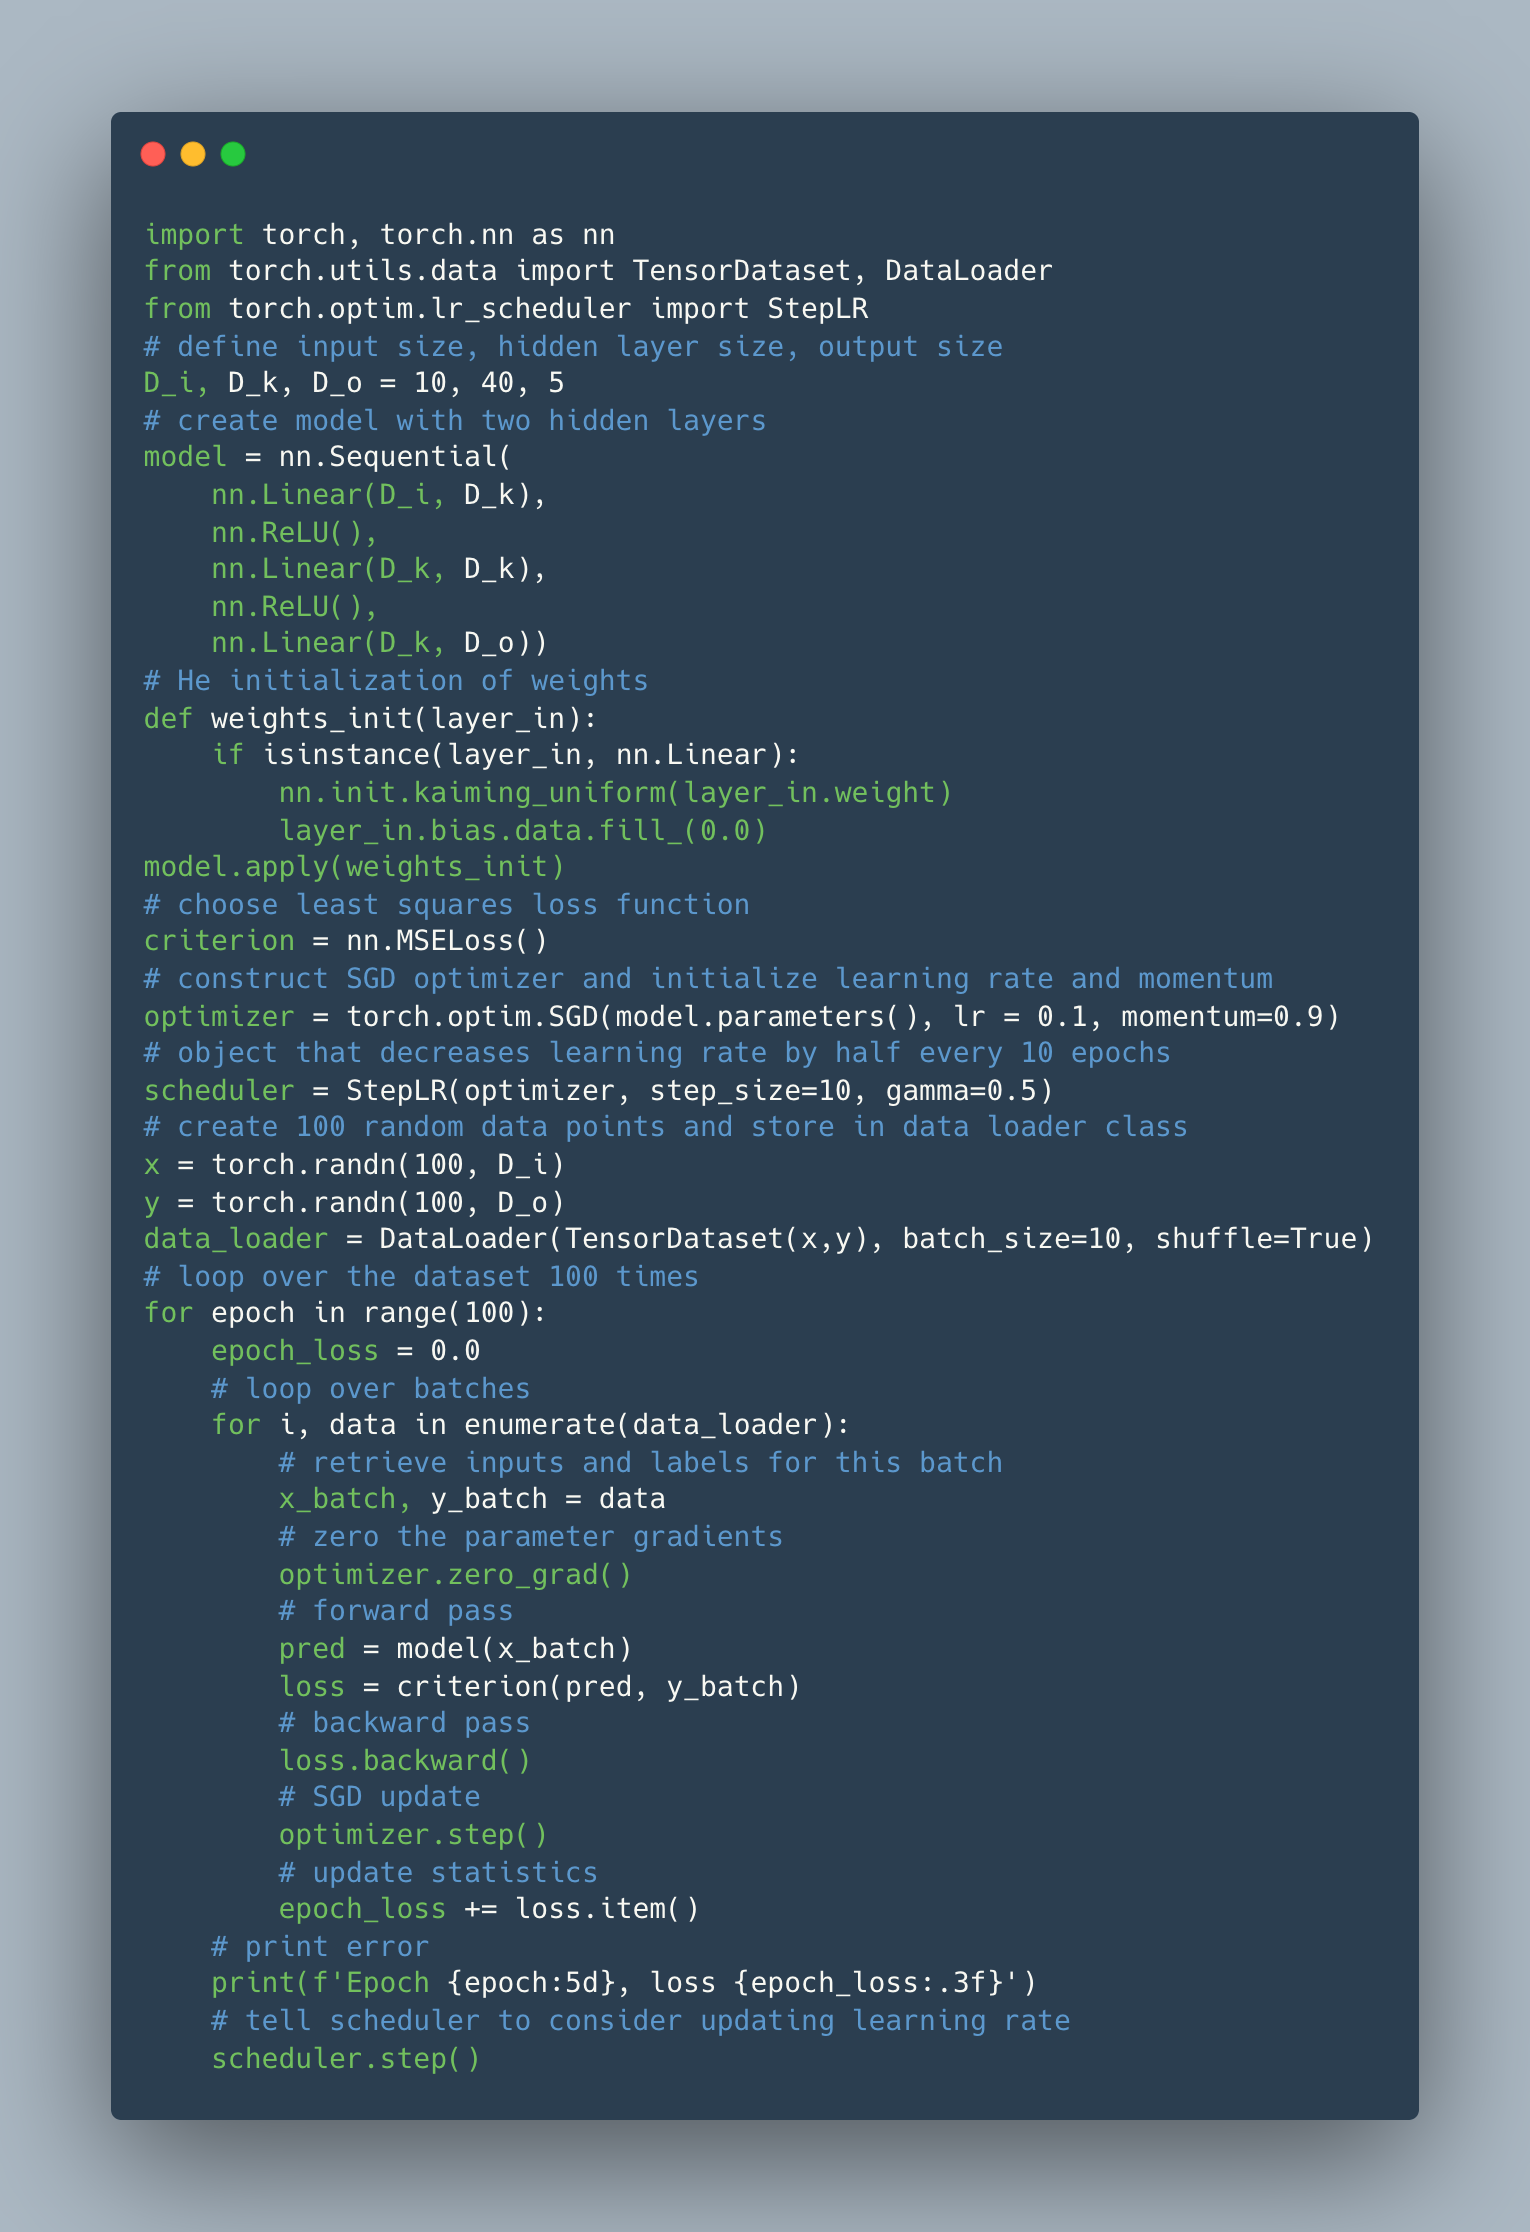 import torch, torch.nn as nn
from torch.utils.data import TensorDataset, DataLoader
from torch.optim.lr_scheduler import StepLR
# define input size, hidden layer size, output size
D_i, D_k, D_o = 10, 40, 5
# create model with two hidden layers
model = nn.Sequential(
    nn.Linear(D_i, D_k),
    nn.ReLU(),
    nn.Linear(D_k, D_k),
    nn.ReLU(),
    nn.Linear(D_k, D_o))
# He initialization of weights
def weights_init(layer_in):
    if isinstance(layer_in, nn.Linear):
        nn.init.kaiming_uniform(layer_in.weight)
        layer_in.bias.data.fill_(0.0)
model.apply(weights_init)
# choose least squares loss function
criterion = nn.MSELoss()
# construct SGD optimizer and initialize learning rate and momentum
optimizer = torch.optim.SGD(model.parameters(), lr = 0.1, momentum=0.9)
# object that decreases learning rate by half every 10 epochs
scheduler = StepLR(optimizer, step_size=10, gamma=0.5)
# create 100 random data points and store in data loader class
x = torch.randn(100, D_i)
y = torch.randn(100, D_o)
data_loader = DataLoader(TensorDataset(x,y), batch_size=10, shuffle=True)
# loop over the dataset 100 times
for epoch in range(100):
    epoch_loss = 0.0
    # loop over batches
    for i, data in enumerate(data_loader):
        # retrieve inputs and labels for this batch
        x_batch, y_batch = data
        # zero the parameter gradients
        optimizer.zero_grad()
        # forward pass
        pred = model(x_batch)
        loss = criterion(pred, y_batch)
        # backward pass
        loss.backward()
        # SGD update
        optimizer.step()
        # update statistics
        epoch_loss += loss.item()
    # print error
    print(f'Epoch {epoch:5d}, loss {epoch_loss:.3f}')
    # tell scheduler to consider updating learning rate
    scheduler.step()